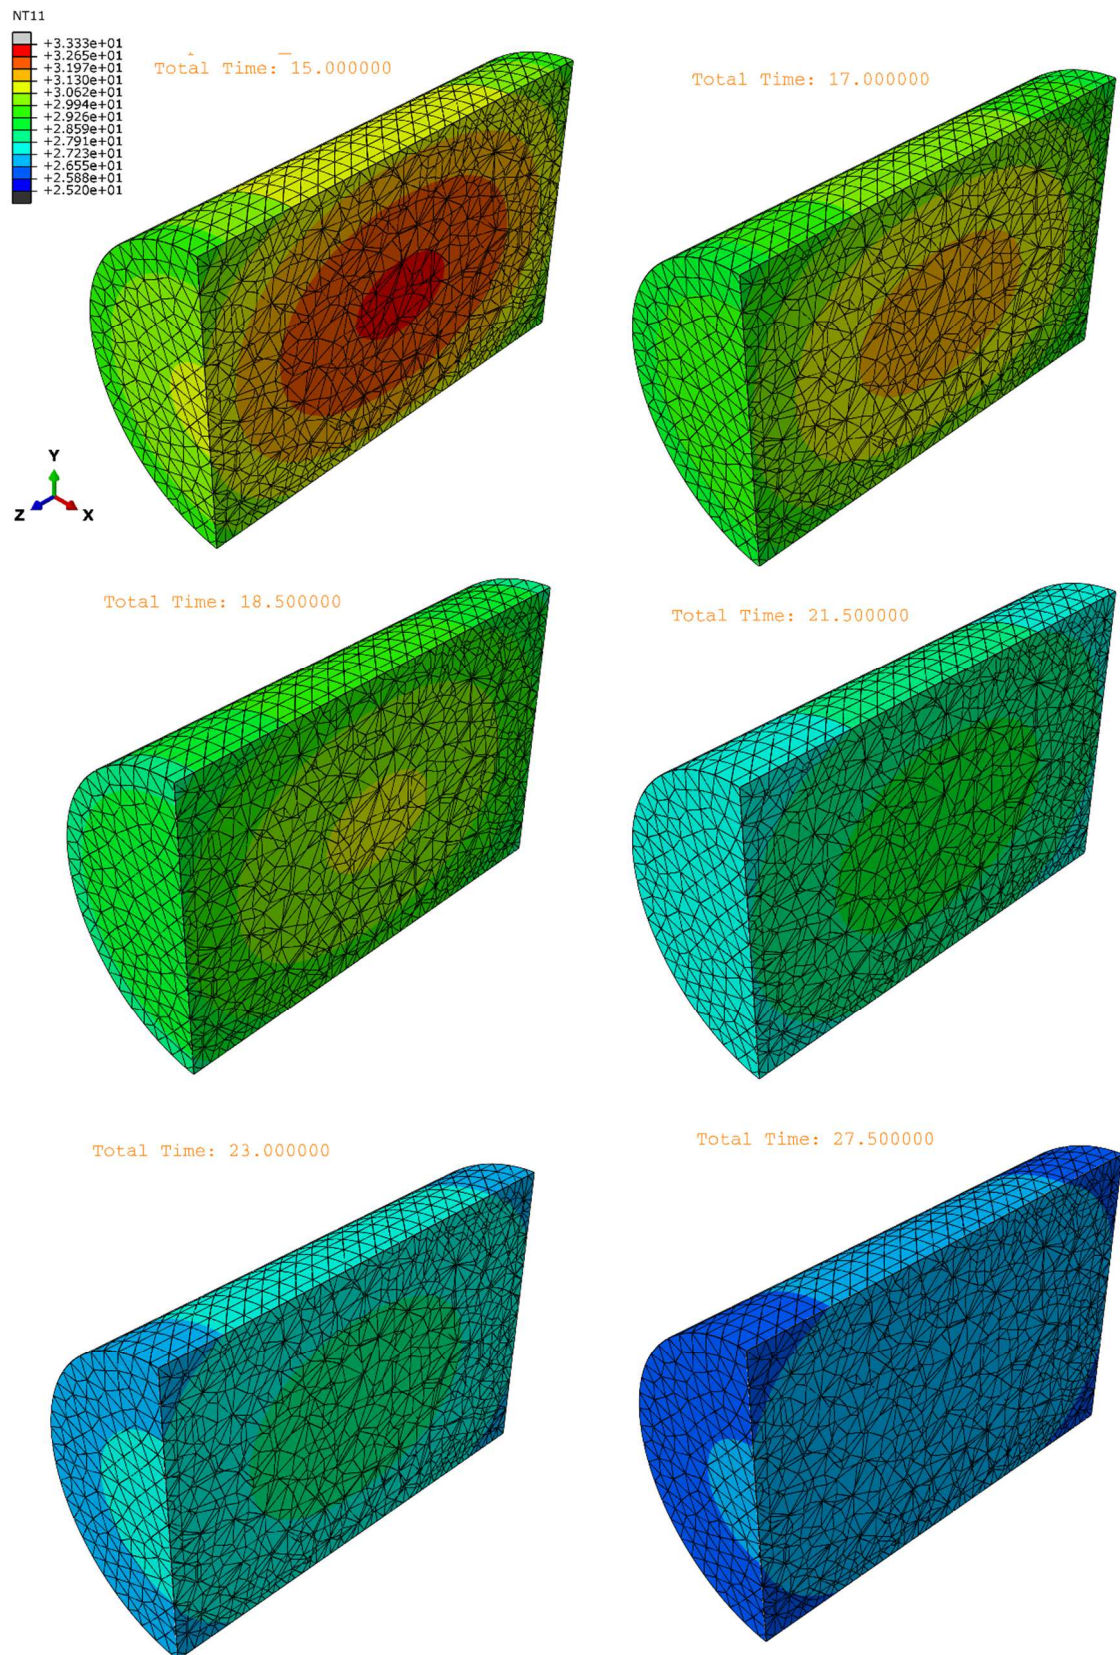 NT11
+3.333e+01
+3.265e+01
+3.197e+01
+3.130e+01
+3.062e+01
+2.994e+01
+2.926e+01
+2.859e+01
+2.791e+01
+2.723e+01
+2.655e+01
+2.588e+01
+2.520e+01
Total Time: 15.000000
Total Time: 17.000000
Y
Z
X
Total Time: 18.500000
Total Time: 21.500000
Total Time: 23.000000
Total Time: 27.500000